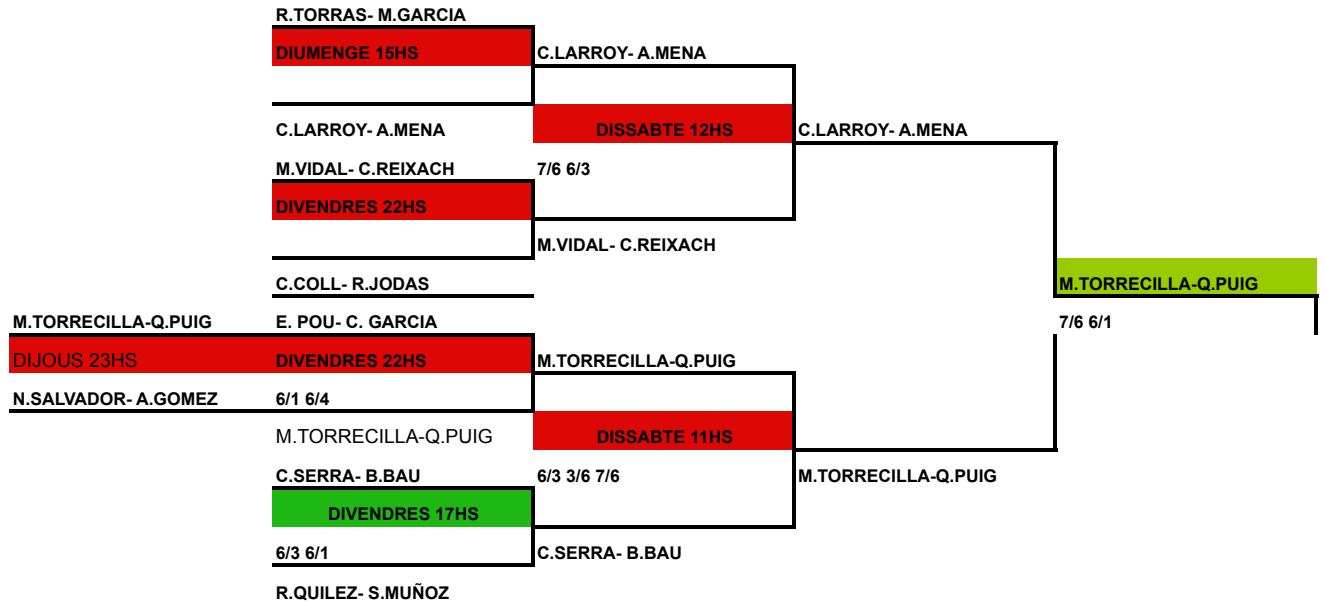 R.TORRAS- M.GARCIA
DIUMENGE 15HS
C.LARROY- A.MENA
C.LARROY- A.MENA
DISSABTE 12HS
C.LARROY- A.MENA
M.VIDAL- C.REIXACH
7/6 6/3
DIVENDRES 22HS
M.VIDAL- C.REIXACH
C.COLL- R.JODAS
M.TORRECILLA-Q.PUIG
M.TORRECILLA-Q.PUIG
E. POU- C. GARCIA
7/6 6/1
DIJOUS 23HS
DIVENDRES 22HS
M.TORRECILLA-Q.PUIG
N.SALVADOR- A.GOMEZ
6/1 6/4
M.TORRECILLA-Q.PUIG
DISSABTE 11HS
C.SERRA- B.BAU
6/3 3/6 7/6
M.TORRECILLA-Q.PUIG
DIVENDRES 17HS
6/3 6/1
C.SERRA- B.BAU
R.QUILEZ- S.MUÑOZ